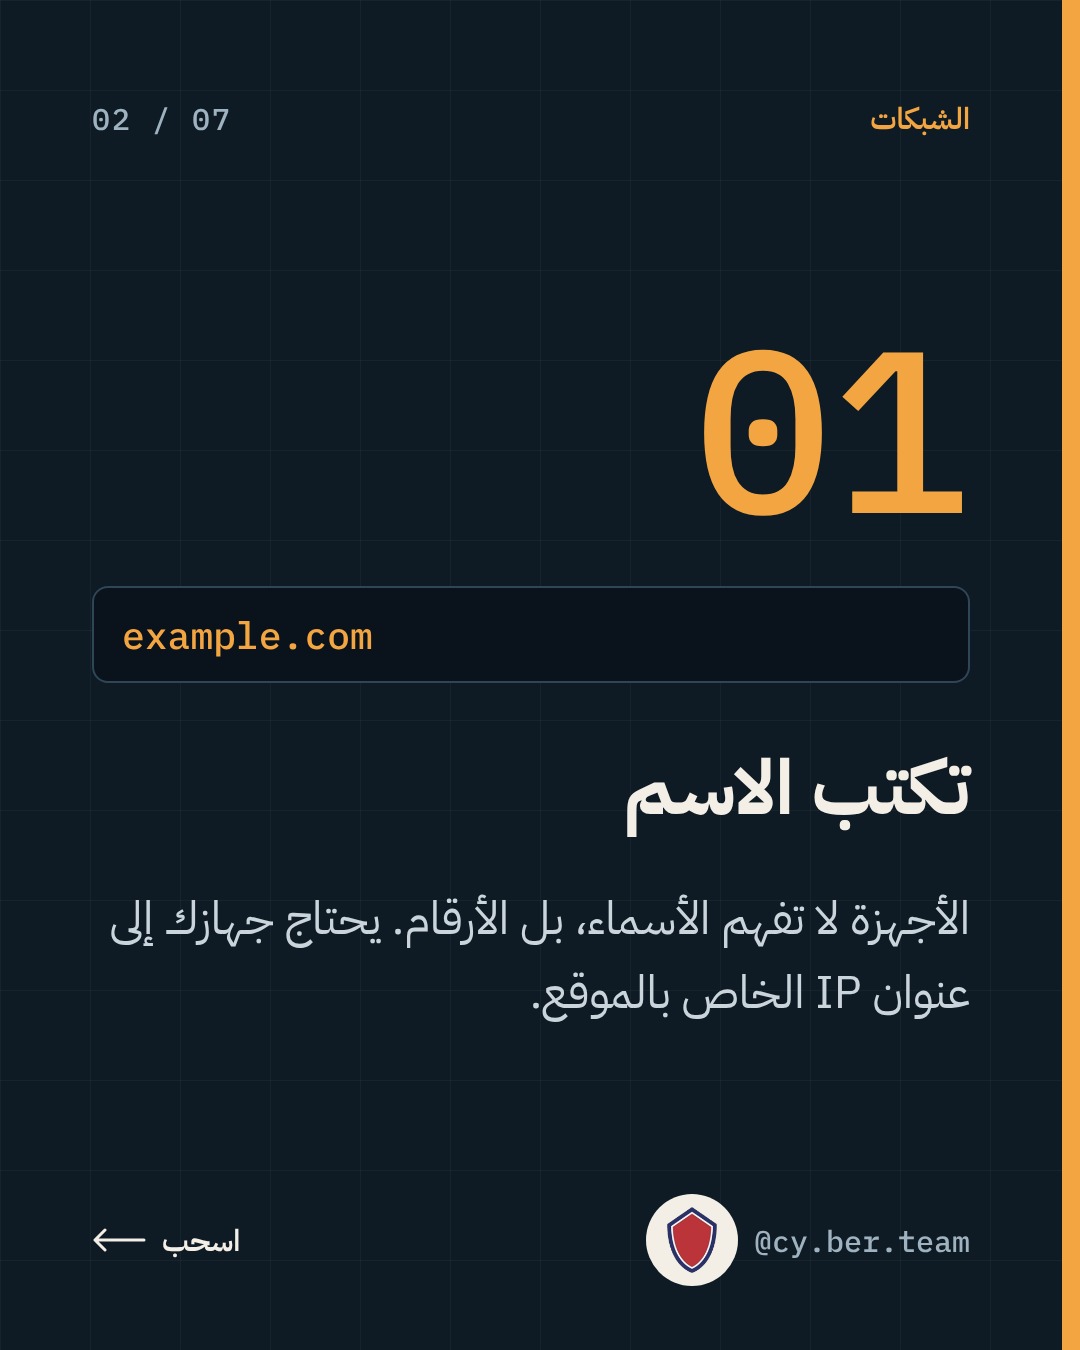 الشبكات
02 / 07
01
example.com
تكتب الاسم
الأجهزة لا تفهم الأسماء، بل الأرقام. يحتاج جهازك إلى
عنوان IP الخاص بالموقع.
@cy.ber.team
اسحب ←